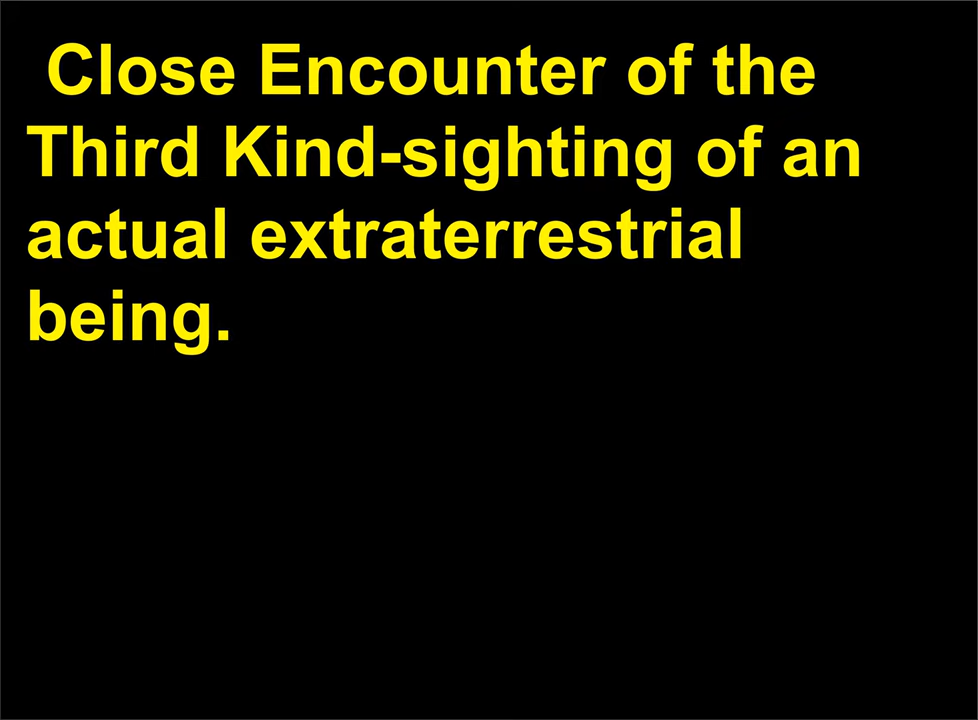 Close Encounter of the
Third Kind-sighting of an
actual extraterrestrial
being.